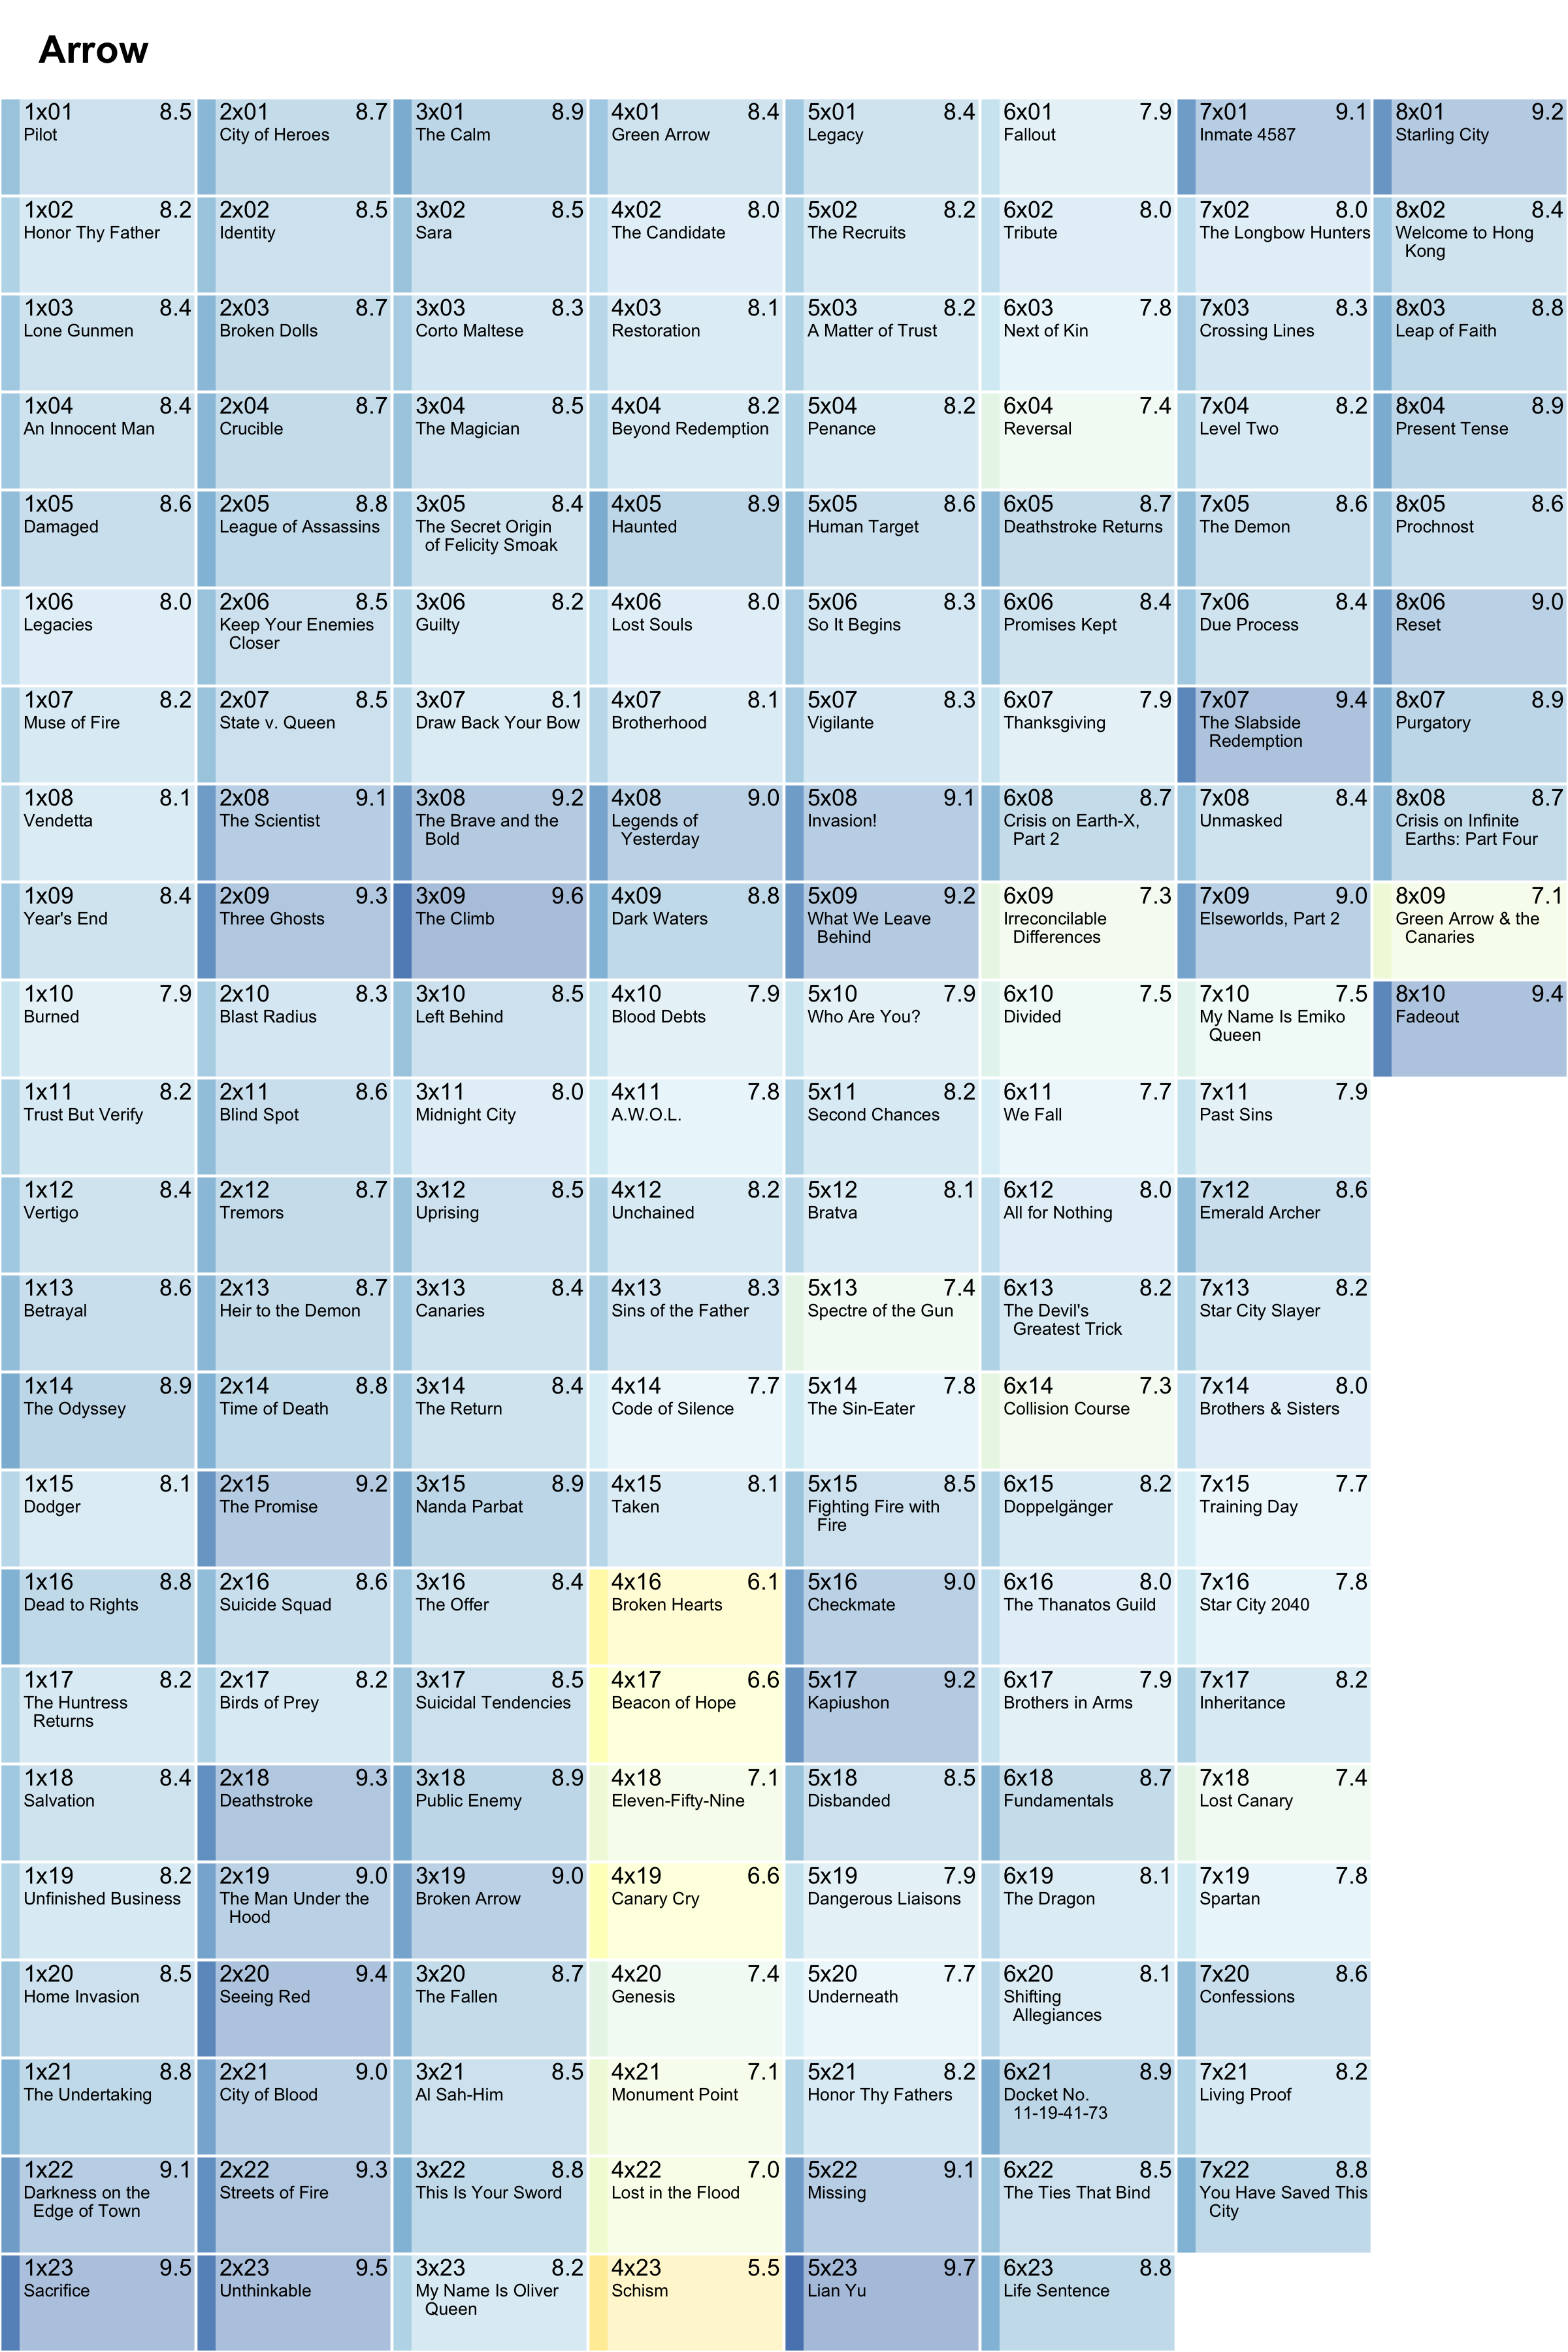 Arrow
1x01 8.5 2x01 8.7 3x01 8.9 4x01 8.4 5x01 8.4 6x01 7.9 7x01 9.1 8x01 9.2
Pilot City of Heroes The Calm Green Arrow Legacy Fallout Inmate 4587 Starling City
1x02 8.2 2x02 8.5 3x02 8.5 4x02 8.0 5x02 8.2 6x02 8.0 7x02 8.0 8x02 8.4
Honor Thy Father Identity Sara The Candidate The Recruits Tribute The Longbow Hunters Welcome to Hong
Kong
1x03 8.4 2x03 8.7 3x03 8.3 4x03 8.1 5x03 8.2 6x03 7.8 7x03 8.3 8x03 8.8
Lone Gunmen Broken Dolls Corto Maltese Restoration A Matter of Trust Next of Kin Crossing Lines Leap of Faith
1x04 8.4 2x04 8.7 3x04 8.5 4x04 8.2 5x04 8.2 6x04 7.4 7x04 8.2 8x04 8.9
An Innocent Man Crucible The Magician Beyond Redemption Penance Reversal Level Two Present Tense
1x05 8.6 2x05 8.8 3x05 8.4 4x05 8.9 5x05 8.6 6x05 8.7 7x05 8.6 8x05 8.6
Damaged League of Assassins The Secret Origin Haunted Human Target Deathstroke Returns The Demon Prochnost
of Felicity Smoak
1x06 8.0 2x06 8.5 3x06 8.2 4x06 8.0 5x06 8.3 6x06 8.4 7x06 8.4 8x06 9.0
Legacies Keep Your Enemies Guilty Lost Souls So It Begins Promises Kept Due Process Reset
Closer
1x07 8.2 2x07 8.5 3x07 8.1 4x07 8.1 5x07 8.3 6x07 7.9 7x07 9.4 8x07 8.9
Muse of Fire State v. Queen Draw Back Your Bow Brotherhood Vigilante Thanksgiving The Slabside Purgatory
Redemption
1x08 8.1 2x08 9.1 3x08 9.2 4x08 9.0 5x08 9.1 6x08 8.7 7x08 8.4 8x08 8.7
Vendetta The Scientist The Brave and the Legends of Invasion! Crisis on Earth-X, Unmasked Crisis on Infinite
Bold Yesterday Part 2 Earths: Part Four
1x09 8.4 2x09 9.3 3x09 9.6 4x09 8.8 5x09 9.2 6x09 7.3 7x09 9.0 8x09 7.1
Year's End Three Ghosts The Climb Dark Waters What We Leave Irreconcilable Elseworlds, Part 2 Green Arrow & the
Behind Differences Canaries
1x10 7.9 2x10 8.3 3x10 8.5 4x10 7.9 5x10 7.9 6x10 7.5 7x10 7.5 8x10 9.4
Burned Blast Radius Left Behind Blood Debts Who Are You? Divided My Name Is Emiko Fadeout
Queen
1x11 8.2 2x11 8.6 3x11 8.0 4x11 7.8 5x11 8.2 6x11 7.7 7x11 7.9
Trust But Verify Blind Spot Midnight City A.W.O.L. Second Chances We Fall Past Sins
1x12 8.4 2x12 8.7 3x12 8.5 4x12 8.2 5x12 8.1 6x12 8.0 7x12 8.6
Vertigo Tremors Uprising Unchained Bratva All for Nothing Emerald Archer
1x13 8.6 2x13 8.7 3x13 8.4 4x13 8.3 5x13 7.4 6x13 8.2 7x13 8.2
Betrayal Heir to the Demon Canaries Sins of the Father Spectre of the Gun The Devil's Star City Slayer
Greatest Trick
1x14 8.9 2x14 8.8 3x14 8.4 4x14 7.7 5x14 7.8 6x14 7.3 7x14 8.0
The Odyssey Time of Death The Return Code of Silence The Sin-Eater Collision Course Brothers & Sisters
1x15 8.1 2x15 9.2 3x15 8.9 4x15 8.1 5x15 8.5 6x15 8.2 7x15 7.7
Dodger The Promise Nanda Parbat Taken Fighting Fire with Doppelgänger Training Day
Fire
1x16 8.8 2x16 8.6 3x16 8.4 4x16 6.1 5x16 9.0 6x16 8.0 7x16 7.8
Dead to Rights Suicide Squad The Offer Broken Hearts Checkmate The Thanatos Guild Star City 2040
1x17 8.2 2x17 8.2 3x17 8.5 4x17 6.6 5x17 9.2 6x17 7.9 7x17 8.2
The Huntress Birds of Prey Suicidal Tendencies Beacon of Hope Kapiushon Brothers in Arms Inheritance
Returns
1x18 8.4 2x18 9.3 3x18 8.9 4x18 7.1 5x18 8.5 6x18 8.7 7x18 7.4
Salvation Deathstroke Public Enemy Eleven-Fifty-Nine Disbanded Fundamentals Lost Canary
1x19 8.2 2x19 9.0 3x19 9.0 4x19 6.6 5x19 7.9 6x19 8.1 7x19 7.8
Unfinished Business The Man Under the Broken Arrow Canary Cry Dangerous Liaisons The Dragon Spartan
Hood
1x20 8.5 2x20 9.4 3x20 8.7 4x20 7.4 5x20 7.7 6x20 8.1 7x20 8.6
Home Invasion Seeing Red The Fallen Genesis Underneath Shifting Confessions
Allegiances
1x21 8.8 2x21 9.0 3x21 8.5 4x21 7.1 5x21 8.2 6x21 8.9 7x21 8.2
The Undertaking City of Blood Al Sah-Him Monument Point Honor Thy Fathers Docket No. Living Proof
11-19-41-73
1x22 9.1 2x22 9.3 3x22 8.8 4x22 7.0 5x22 9.1 6x22 8.5 7x22 8.8
Darkness on the Streets of Fire This Is Your Sword Lost in the Flood Missing The Ties That Bind You Have Saved This
Edge of Town City
1x23 9.5 2x23 9.5 3x23 8.2 4x23 5.5 5x23 9.7 6x23 8.8
Sacrifice Unthinkable My Name Is Oliver Schism Lian Yu Life Sentence
Queen